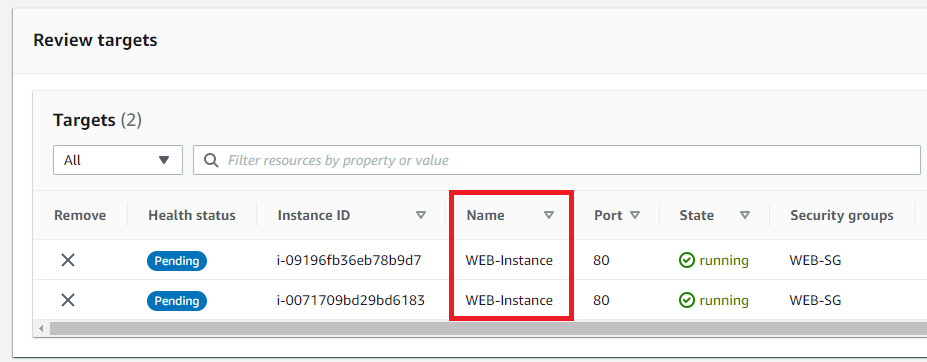 Review targets
Targets (2)
All Filter resources by property or value
Remove Health status Instance ID Name Port State Security groups
Pending i-09196fb36eb78b9d7 WEB-Instance 80 running WEB-SG
Pending i-0071709bd29bd6183 WEB-Instance 80 running WEB-SG